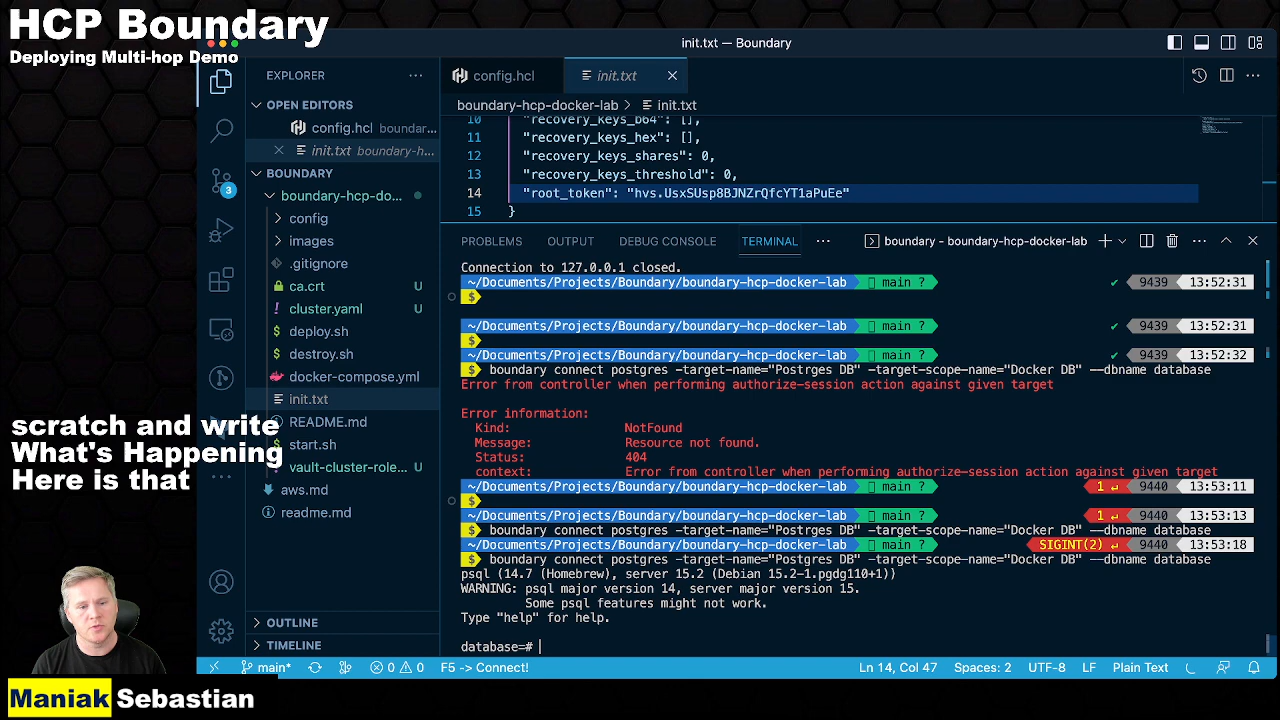 HCP Boundary
Deploying Multi-hop Demo
init.txt — Boundary
EXPLORER
OPEN EDITORS
config.hcl boundar...
init.txt boundary-h...
BOUNDARY
boundary-hcp-do...
config
images
.gitignore
ca.crt U
cluster.yaml U
deploy.sh
destroy.sh
docker-compose.yml
init.txt
README.md
start.sh
vault-cluster-role... U
aws.md
readme.md
OUTLINE
TIMELINE
3
config.hcl
init.txt
boundary-hcp-docker-lab > init.txt
10 "recovery_keys_b64": [],
11 "recovery_keys_hex": [],
12 "recovery_keys_shares": 0,
13 "recovery_keys_threshold": 0,
14 "root_token": "hvs.UsxSUsp8BJNZrQfcYT1aPuEe"
15 }
PROBLEMS OUTPUT DEBUG CONSOLE TERMINAL ... boundary - boundary-hcp-docker-lab
Connection to 127.0.0.1 closed.
~/Documents/Projects/Boundary/boundary-hcp-docker-lab main ? ✔ 9439 13:52:31
$
~/Documents/Projects/Boundary/boundary-hcp-docker-lab main ? ✔ 9439 13:52:31
$
~/Documents/Projects/Boundary/boundary-hcp-docker-lab main ? ✔ 9439 13:52:32
$ boundary connect postgres -target-name="Postrges DB" -target-scope-name="Docker DB" --dbname database
Error from controller when performing authorize-session action against given target
Error information:
Kind: NotFound
Message: Resource not found.
Status: 404
context: Error from controller when performing authorize-session action against given target
~/Documents/Projects/Boundary/boundary-hcp-docker-lab main ? 1 ↵ 9440 13:53:11
$
~/Documents/Projects/Boundary/boundary-hcp-docker-lab main ? 1 ↵ 9440 13:53:13
$ boundary connect postgres -target-name="Postrges DB" -target-scope-name="Docker DB" --dbname database
~/Documents/Projects/Boundary/boundary-hcp-docker-lab main ? SIGINT(2) ↵ 9440 13:53:18
$ boundary connect postgres -target-name="Postgres DB" -target-scope-name="Docker DB" --dbname database
psql (14.7 (Homebrew), server 15.2 (Debian 15.2-1.pgdg110+1))
WARNING: psql major version 14, server major version 15.
Some psql features might not work.
Type "help" for help.
database=#
scratch and write
What's Happening
Here is that
main* 0 0 F5 -> Connect! Ln 14, Col 47 Spaces: 2 UTF-8 LF Plain Text
Maniak Sebastian